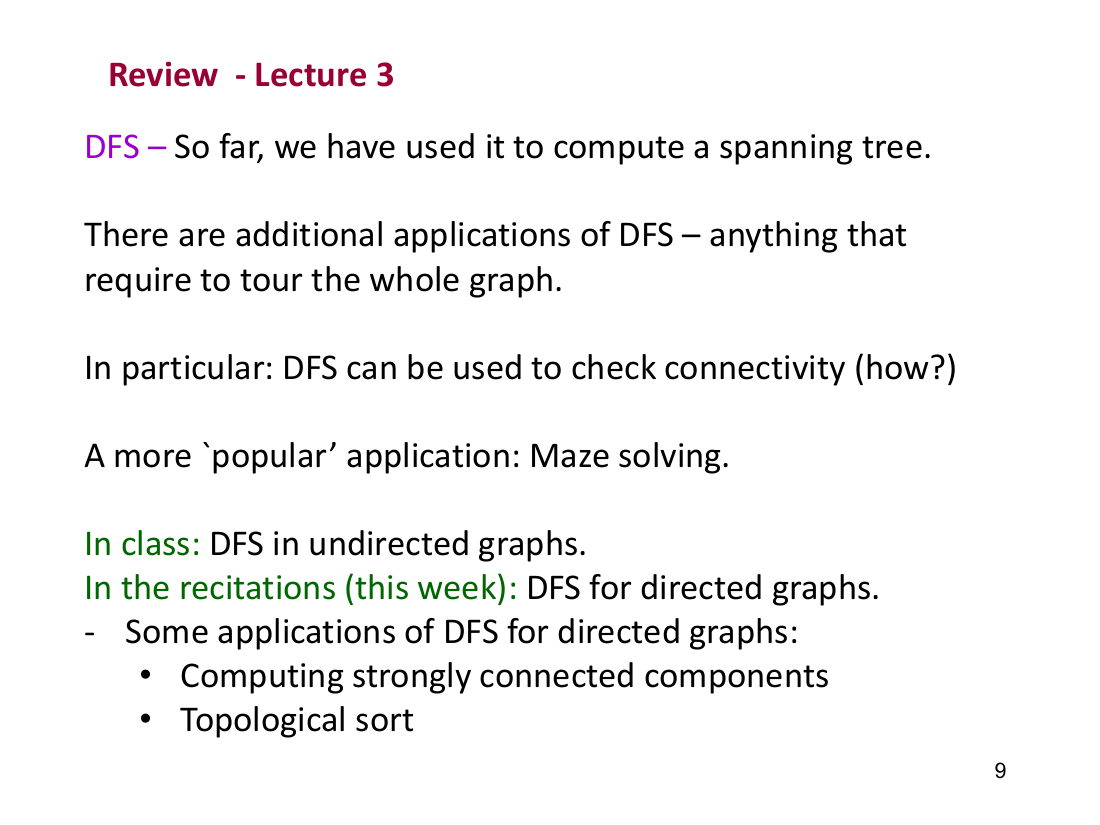 Review - Lecture 3
DFS – So far, we have used it to compute a spanning tree.
There are additional applications of DFS – anything that
require to tour the whole graph.
In particular: DFS can be used to check connectivity (how?)
A more `popular’ application: Maze solving.
In class: DFS in undirected graphs.
In the recitations (this week): DFS for directed graphs.
- Some applications of DFS for directed graphs:
• Computing strongly connected components
• Topological sort
9